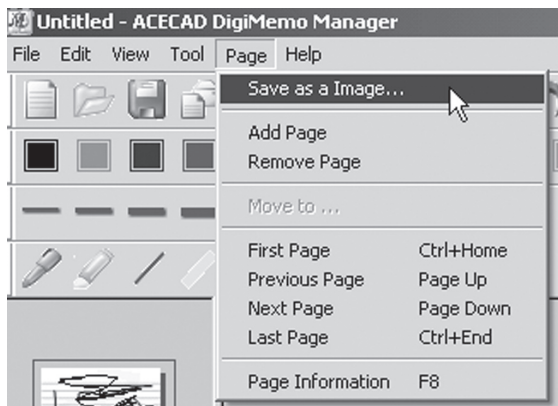 Untitled - ACECAD DigiMemo Manager
File Edit View Tool Page Help
Save as a Image...
Add Page
Remove Page
Move to ...
First Page Ctrl+Home
Previous Page Page Up
Next Page Page Down
Last Page Ctrl+End
Page Information F8